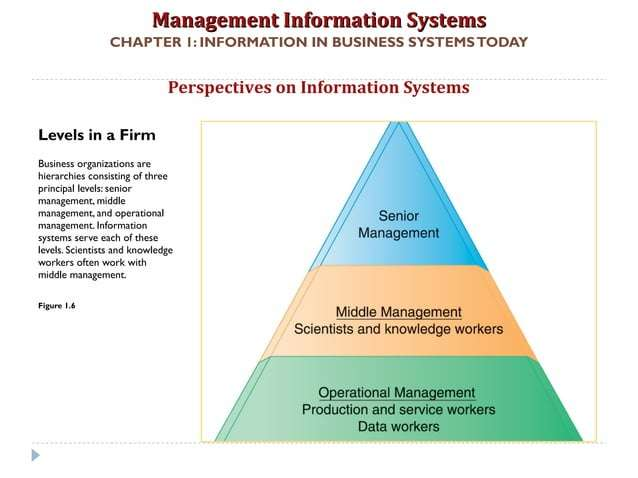 Management Information Systems
CHAPTER 1: INFORMATION IN BUSINESS SYSTEMS TODAY
Perspectives on Information Systems
Levels in a Firm
Business organizations are
hierarchies consisting of three
principal levels: senior
management, middle
management, and operational
management. Information
systems serve each of these
levels. Scientists and knowledge
workers often work with
middle management.
Figure 1.6
Senior
Management
Middle Management
Scientists and knowledge workers
Operational Management
Production and service workers
Data workers